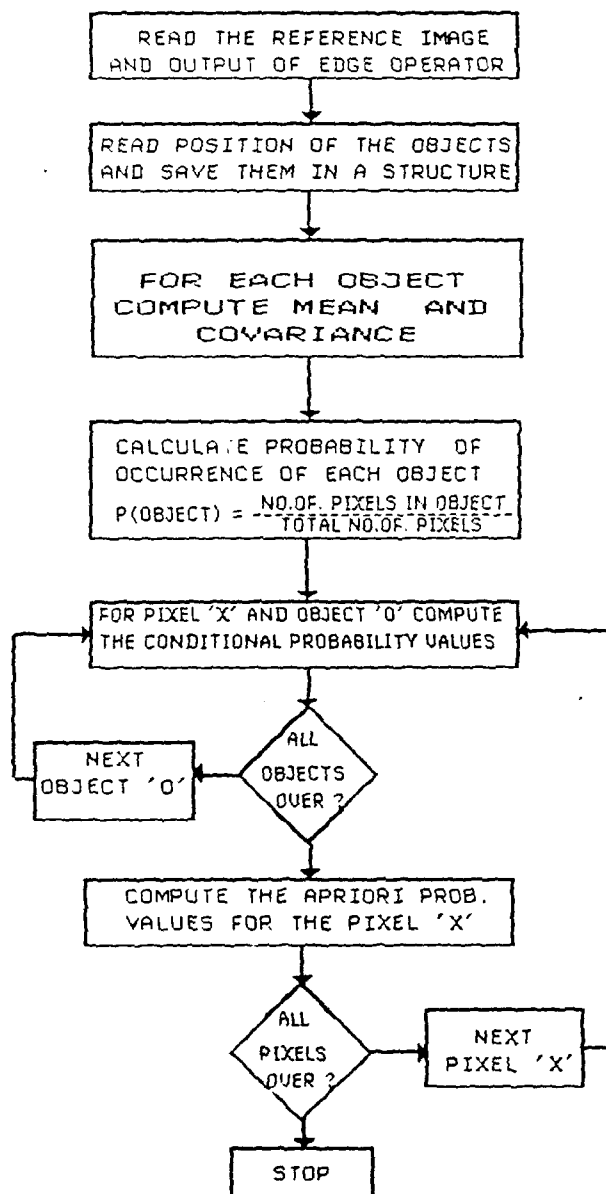 READ THE REFERENCE IMAGE
AND OUTPUT OF EDGE OPERATOR
READ POSITION OF THE OBJECTS
AND SAVE THEM IN A STRUCTURE
FOR EACH OBJECT
COMPUTE MEAN AND
COVARIANCE
CALCULATE PROBABILITY OF
OCCURRENCE OF EACH OBJECT
P(OBJECT) = NO.OF. PIXELS IN OBJECT
TOTAL NO.OF. PIXELS
FOR PIXEL 'X' AND OBJECT 'O' COMPUTE
THE CONDITIONAL PROBABILITY VALUES
ALL
OBJECTS
OVER ?
NEXT
OBJECT 'O'
COMPUTE THE APRIORI PROB.
VALUES FOR THE PIXEL 'X'
ALL
PIXELS
OVER ?
NEXT
PIXEL 'X'
STOP